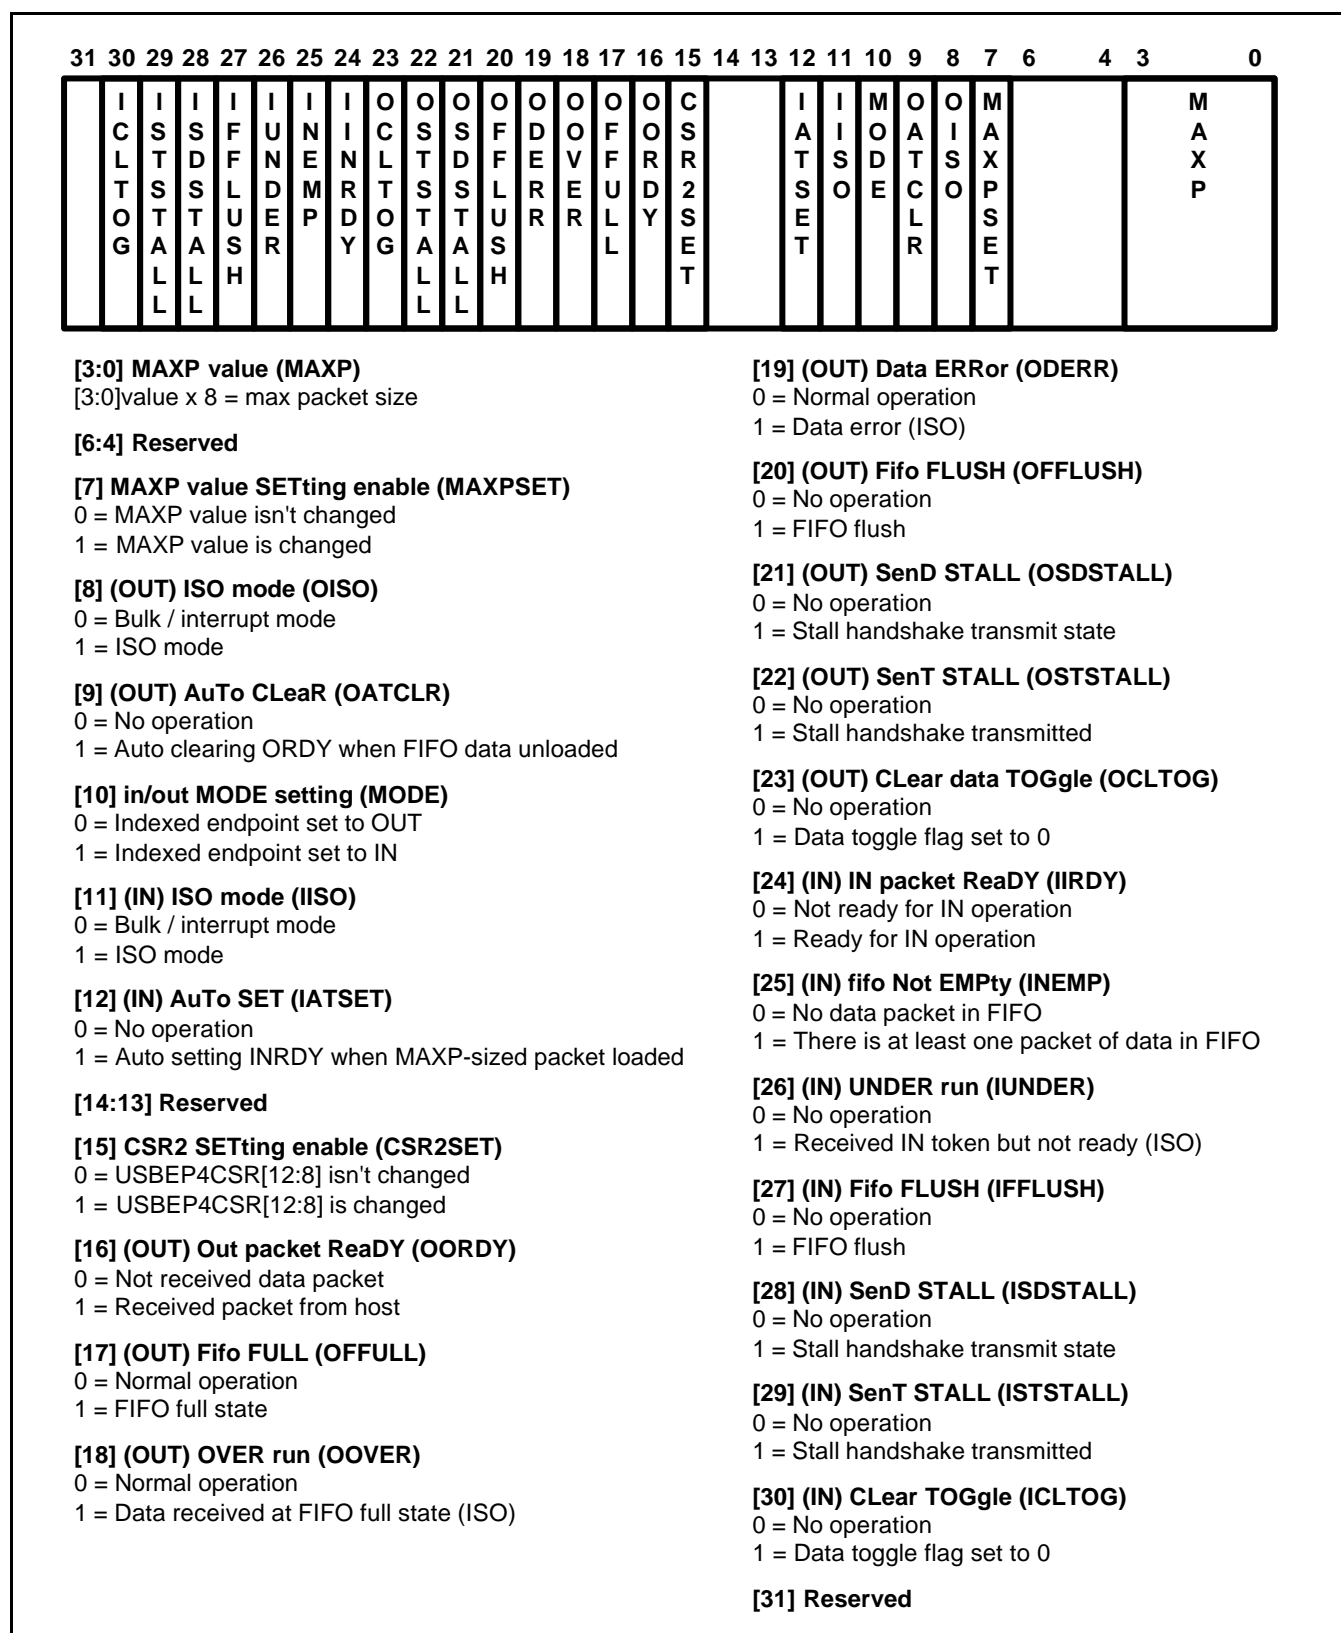 31 30 29 28 27 26 25 24 23 22 21 20 19 18 17 16 15 14 13 12 11 10 9 8 7 6 4 3 0
ICLTOG ISTSTALL ISDSTALL IFFLUSH IUNDER INEMP IINRDY OCLTOG OSTSTALL OSDSTALL OFFLUSH ODERR OOVER OFFULL OORDY CSR2SET IATSET IISO MODE OATCLR OISO MAXPSET MAXP
[3:0] MAXP value (MAXP)
[3:0]value x 8 = max packet size
[6:4] Reserved
[7] MAXP value SETting enable (MAXPSET)
0 = MAXP value isn't changed
1 = MAXP value is changed
[8] (OUT) ISO mode (OISO)
0 = Bulk / interrupt mode
1 = ISO mode
[9] (OUT) AuTo CLeaR (OATCLR)
0 = No operation
1 = Auto clearing ORDY when FIFO data unloaded
[10] in/out MODE setting (MODE)
0 = Indexed endpoint set to OUT
1 = Indexed endpoint set to IN
[11] (IN) ISO mode (IISO)
0 = Bulk / interrupt mode
1 = ISO mode
[12] (IN) AuTo SET (IATSET)
0 = No operation
1 = Auto setting INRDY when MAXP-sized packet loaded
[14:13] Reserved
[15] CSR2 SETting enable (CSR2SET)
0 = USBEP4CSR[12:8] isn't changed
1 = USBEP4CSR[12:8] is changed
[16] (OUT) Out packet ReaDY (OORDY)
0 = Not received data packet
1 = Received packet from host
[17] (OUT) Fifo FULL (OFFULL)
0 = Normal operation
1 = FIFO full state
[18] (OUT) OVER run (OOVER)
0 = Normal operation
1 = Data received at FIFO full state (ISO)
[19] (OUT) Data ERRor (ODERR)
0 = Normal operation
1 = Data error (ISO)
[20] (OUT) Fifo FLUSH (OFFLUSH)
0 = No operation
1 = FIFO flush
[21] (OUT) SenD STALL (OSDSTALL)
0 = No operation
1 = Stall handshake transmit state
[22] (OUT) SenT STALL (OSTSTALL)
0 = No operation
1 = Stall handshake transmitted
[23] (OUT) CLear data TOGgle (OCLTOG)
0 = No operation
1 = Data toggle flag set to 0
[24] (IN) IN packet ReaDY (IIRDY)
0 = Not ready for IN operation
1 = Ready for IN operation
[25] (IN) fifo Not EMPty (INEMP)
0 = No data packet in FIFO
1 = There is at least one packet of data in FIFO
[26] (IN) UNDER run (IUNDER)
0 = No operation
1 = Received IN token but not ready (ISO)
[27] (IN) Fifo FLUSH (IFFLUSH)
0 = No operation
1 = FIFO flush
[28] (IN) SenD STALL (ISDSTALL)
0 = No operation
1 = Stall handshake transmit state
[29] (IN) SenT STALL (ISTSTALL)
0 = No operation
1 = Stall handshake transmitted
[30] (IN) CLear TOGgle (ICLTOG)
0 = No operation
1 = Data toggle flag set to 0
[31] Reserved